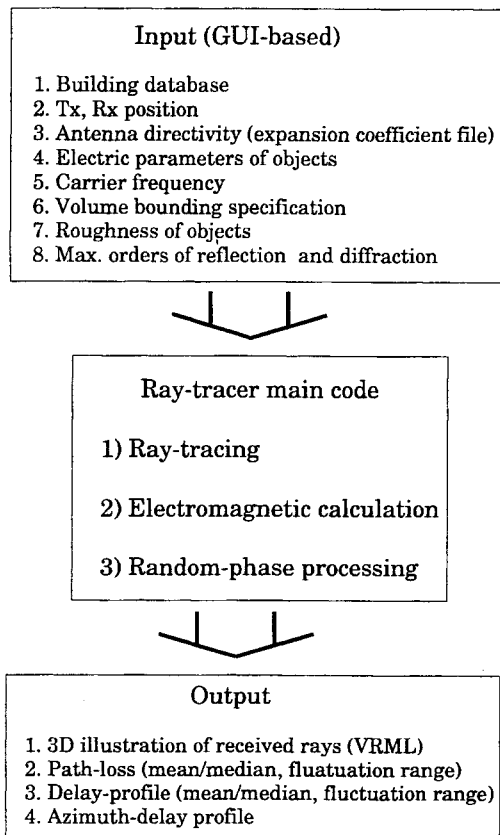 Input (GUI-based)
1. Building database
2. Tx, Rx position
3. Antenna directivity (expansion coefficient file)
4. Electric parameters of objects
5. Carrier frequency
6. Volume bounding specification
7. Roughness of objects
8. Max. orders of reflection and diffraction
Ray-tracer main code
1) Ray-tracing
2) Electromagnetic calculation
3) Random-phase processing
Output
1. 3D illustration of received rays (VRML)
2. Path-loss (mean/median, fluatuation range)
3. Delay-profile (mean/median, fluctuation range)
4. Azimuth-delay profile